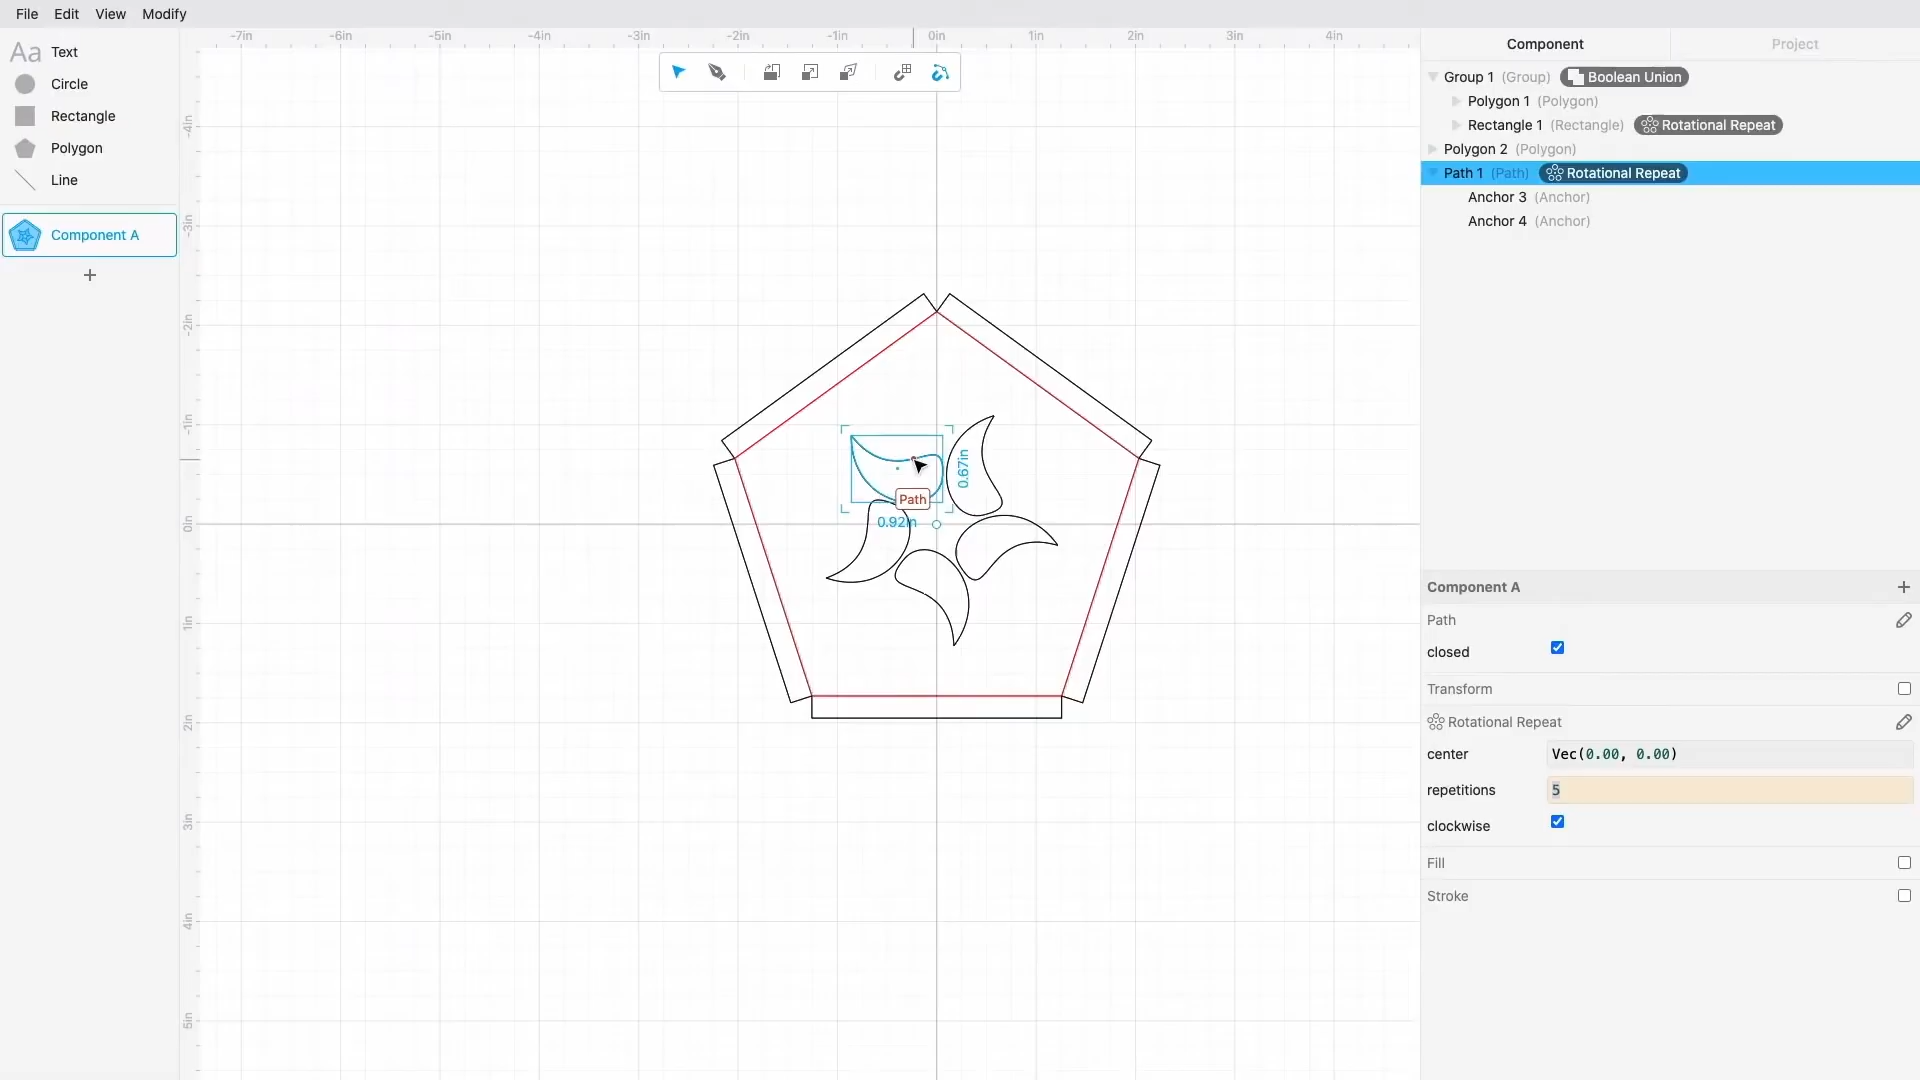 File Edit View Modify
Aa Text
Circle
Rectangle
Polygon
Line
Component A
+
-7in -6in -5in -4in -3in -2in -1in 0in 1in 2in 3in 4in
-4in
-3in
-2in
-1in
0in
1in
2in
3in
4in
5in
0.67in
Path
0.92in
Component Project
Group 1 (Group) Boolean Union
Polygon 1 (Polygon)
Rectangle 1 (Rectangle) Rotational Repeat
Polygon 2 (Polygon)
Path 1 (Path) Rotational Repeat
Anchor 3 (Anchor)
Anchor 4 (Anchor)
Component A +
Path
closed
Transform
Rotational Repeat
center Vec(0.00, 0.00)
repetitions 5
clockwise
Fill
Stroke